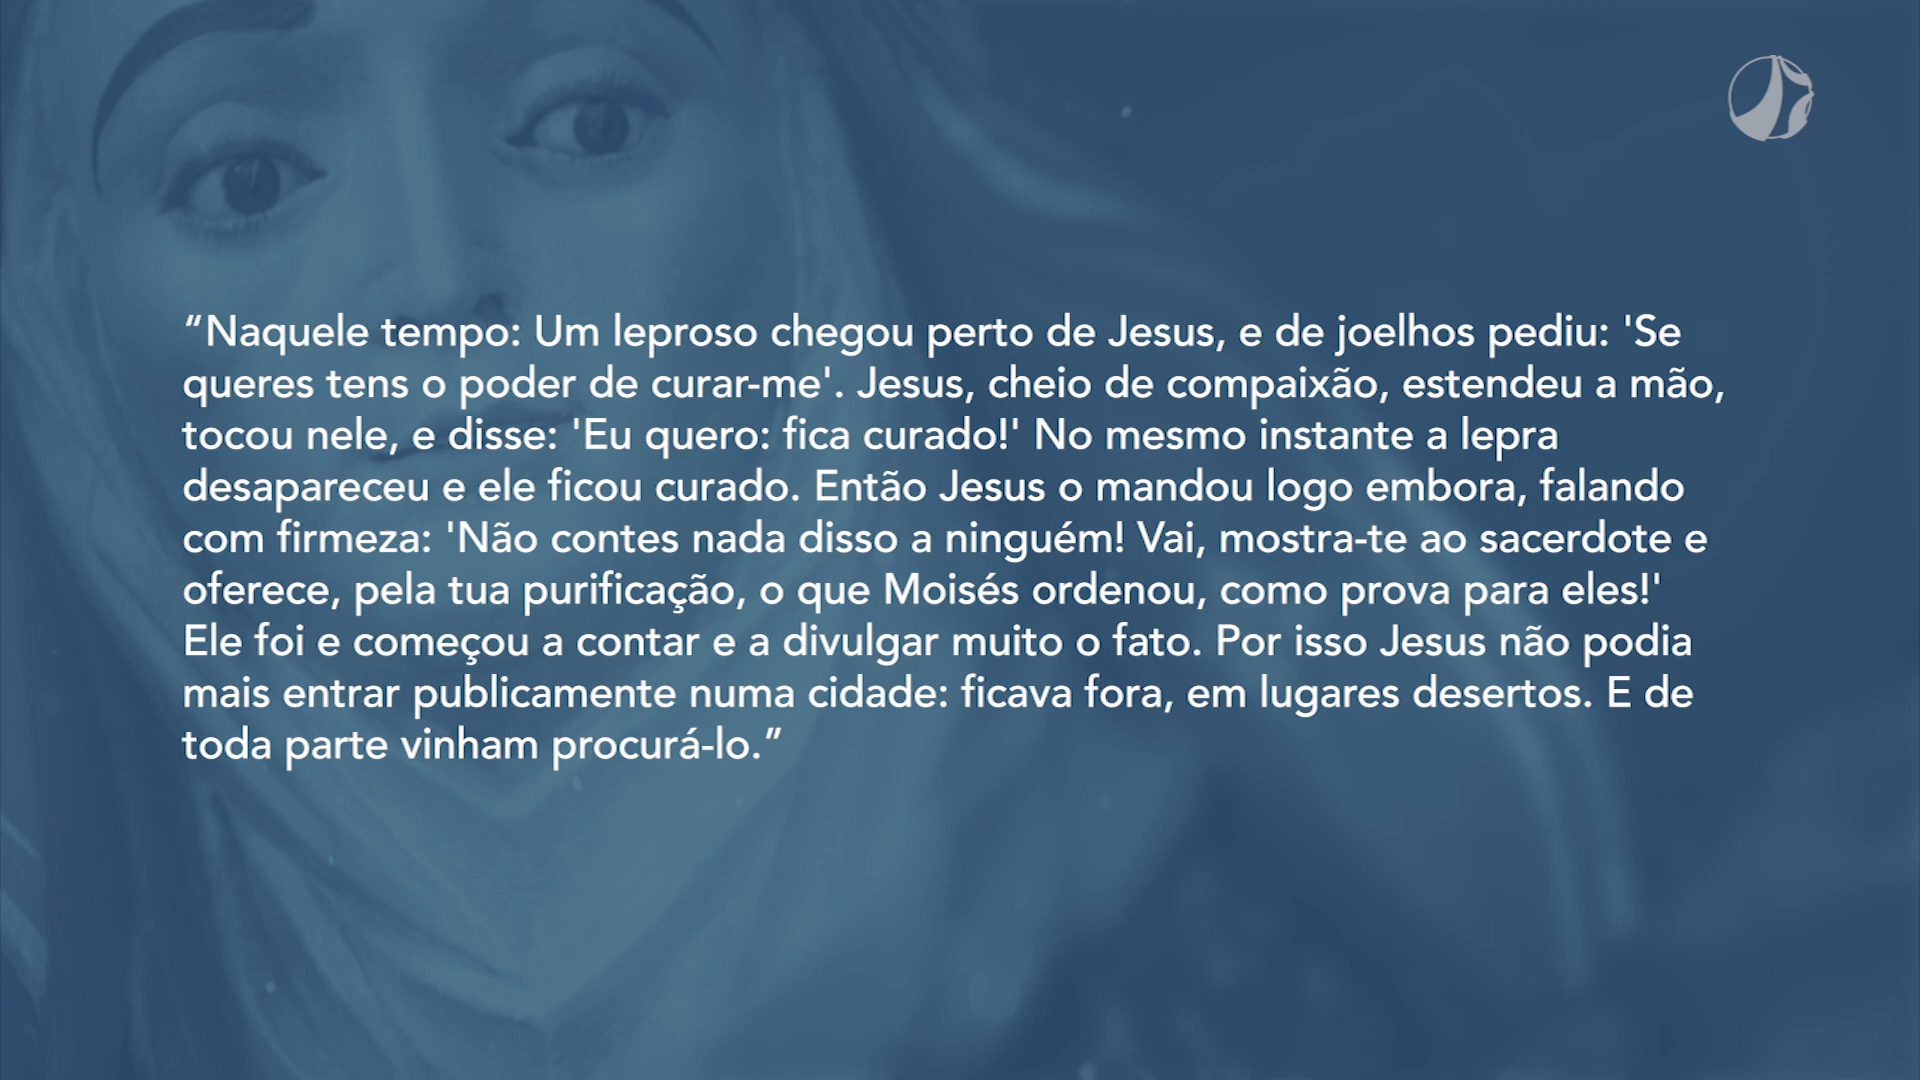 “Naquele tempo: Um leproso chegou perto de Jesus, e de joelhos pediu: 'Se
queres tens o poder de curar-me'. Jesus, cheio de compaixão, estendeu a mão,
tocou nele, e disse: 'Eu quero: fica curado!' No mesmo instante a lepra
desapareceu e ele ficou curado. Então Jesus o mandou logo embora, falando
com firmeza: 'Não contes nada disso a ninguém! Vai, mostra-te ao sacerdote e
oferece, pela tua purificação, o que Moisés ordenou, como prova para eles!'
Ele foi e começou a contar e a divulgar muito o fato. Por isso Jesus não podia
mais entrar publicamente numa cidade: ficava fora, em lugares desertos. E de
toda parte vinham procurá-lo.”